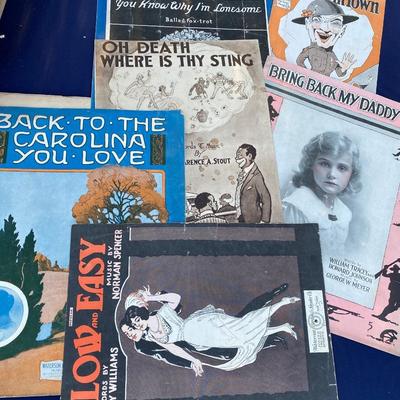 You Know Why I'm Lonesome
Ballad fox-trot
OH DEATH
WHERE IS THY STING
CLARENCE A. STOUT
BRING BACK MY DADDY
WILLIAM TRACEY
HOWARD JOHNSON
GEORGE W. MEYER
BACK·TO·THE
CAROLINA
YOU·LOVE
LOW AND EASY
MUSIC BY
NORMAN SPENCER
WORDS BY
WILLIAMS